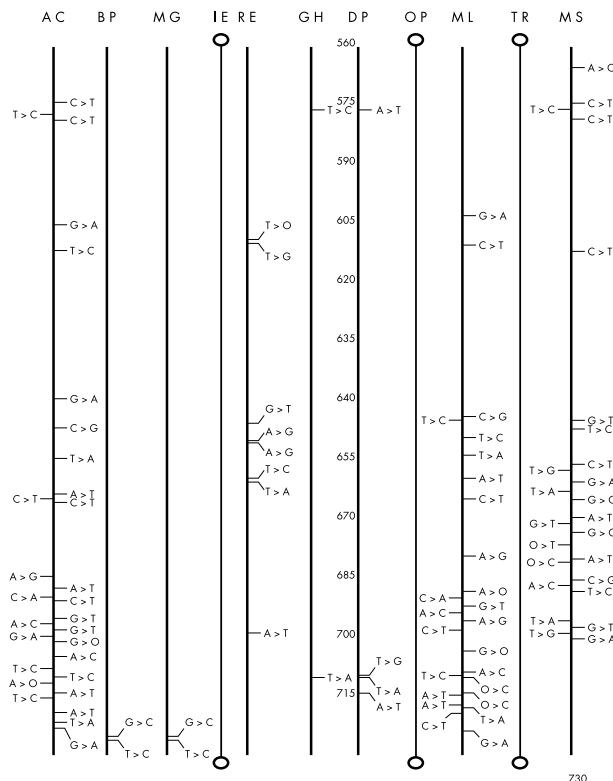 AC BP MG IE RE GH DP OP ML TR MS
560
A>C
C>T 575 C>T
T>C T>C A>T T>C
C>T C>T
590
G>A 605 G>A
T>O
T>C T>G C>T C>T
620
635
G>A 640
G>T C>G
C>G T>C G>T
A>G T>C T>C
T>A A>G 655 T>A
T>C T>G C>T
A>T T>A A>T T>A G>A
C>T C>T C>T G>C
670 A>T
G>T G>C
O>T
A>G A>G O>C A>T
685 C>G
A>T A>C T>C
C>A C>T C>A A>O
G>T A>C G>T
A>C G>T A>G T>A G>T
G>A G>O A>T 700 C>T T>G G>A
A>C G>O
T>C T>G A>C
T>C T>A T>C
A>O A>T T>A O>C
T>C 715 A>T A>T
A>T A>T O>C
T>A G>C G>C C>T T>A
G>A T>C T>C G>A
730